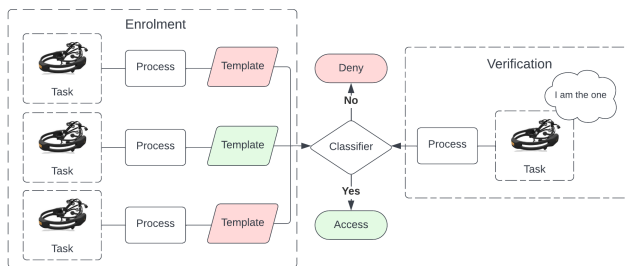 Enrolment
Task
Process
Template
Task
Process
Template
Task
Process
Template
Deny
No
Classifier
Yes
Access
Verification
I am the one
Process
Task